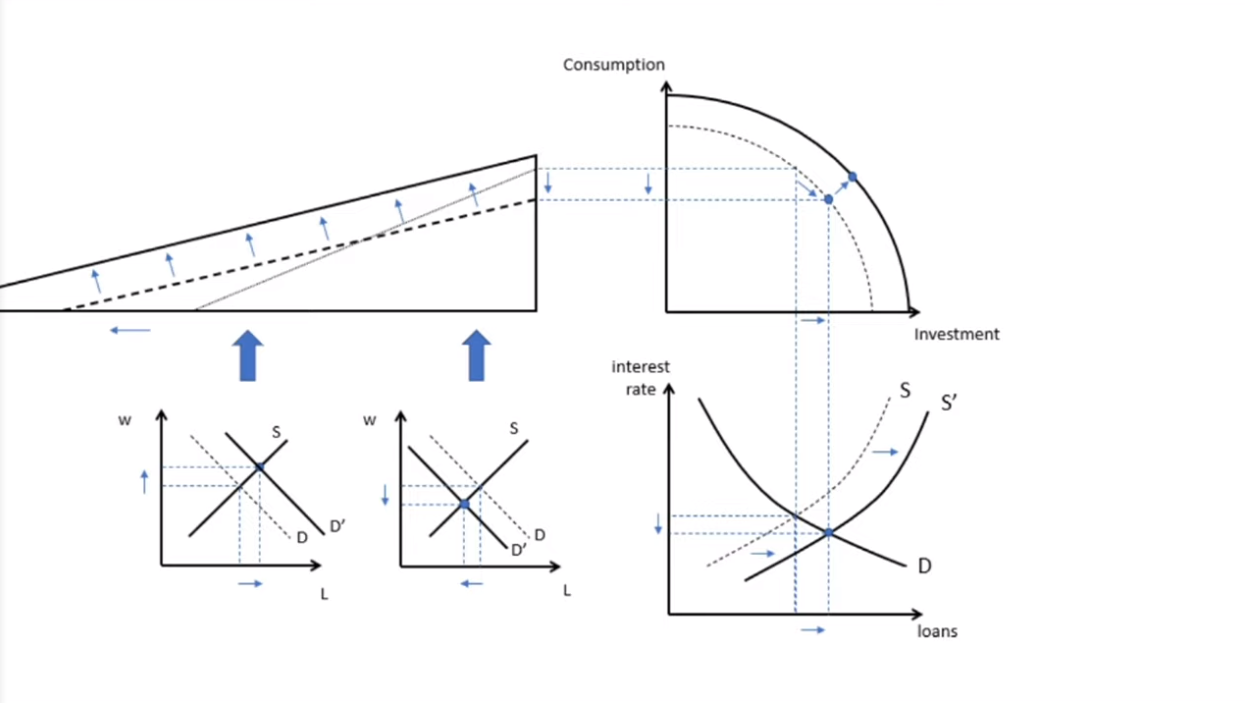 Consumption
Investment
interest
rate
S
S'
D
loans
W
S
D'
D
L
W
S
D
D'
L